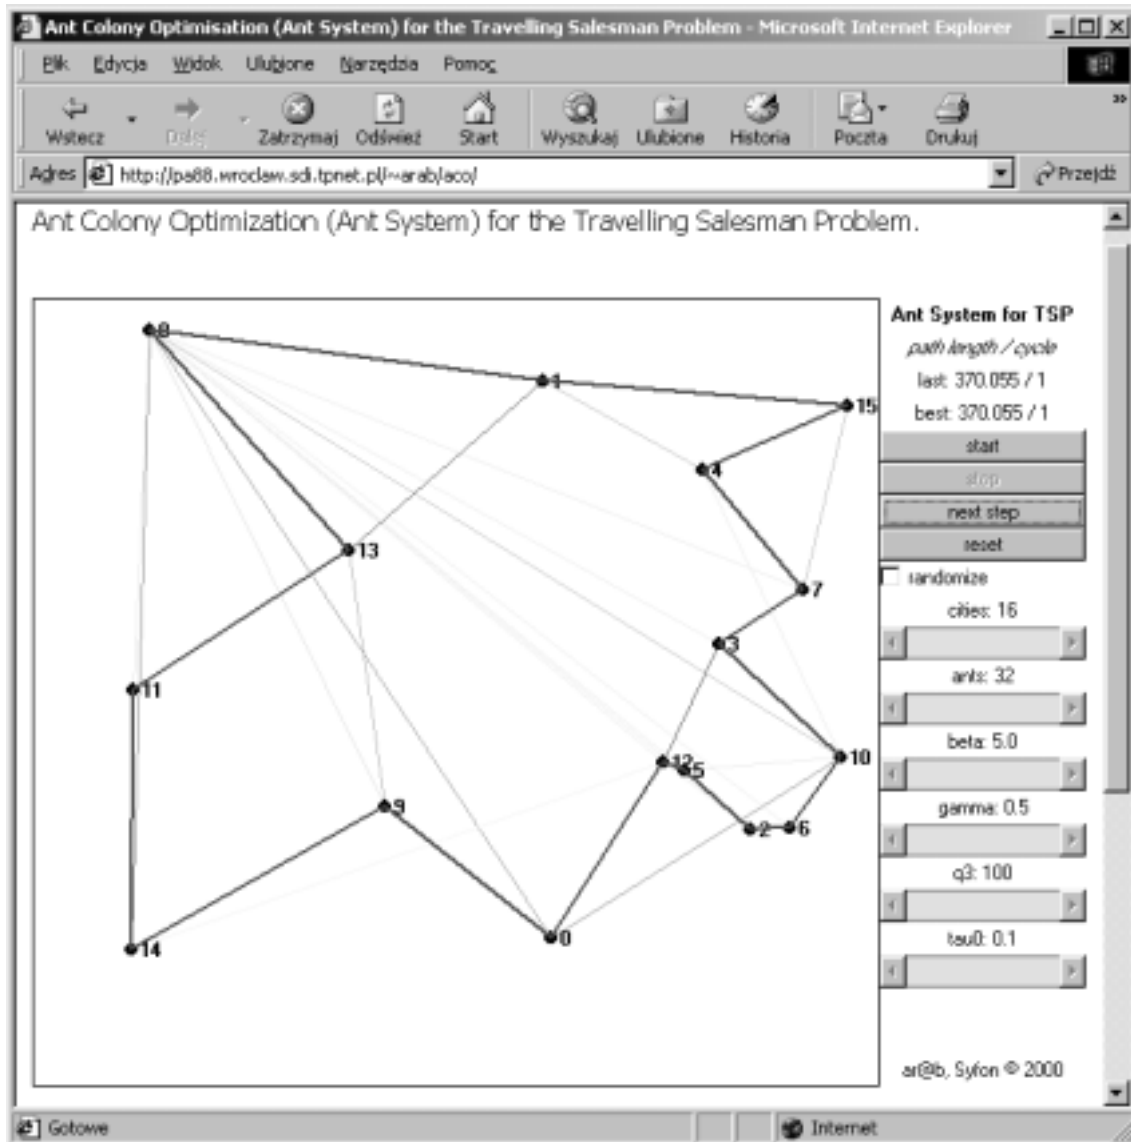 Ant Colony Optimisation (Ant System) for the Travelling Salesman Problem - Microsoft Internet Explorer
Plik Edycja Widok Ulubione Narzędzia Pomoc
Wstecz Dalej Zatrzymaj Odśwież Start Wyszukaj Ulubione Historia Poczta Drukuj »
Adres http://pa88.wroclaw.sdi.tpnet.pl/~arab/aco/ Przejdź
Ant Colony Optimization (Ant System) for the Travelling Salesman Problem.
8
1
15
4
13
7
3
11
12
5
10
9
2
6
0
14
Ant System for TSP
path length / cycle
last: 370.055 / 1
best: 370.055 / 1
start
stop
next step
reset
randomize
cities: 16
ants: 32
beta: 5.0
gamma: 0.5
q3: 100
tau0: 0.1
ar@b, Syfon © 2000
Gotowe
Internet